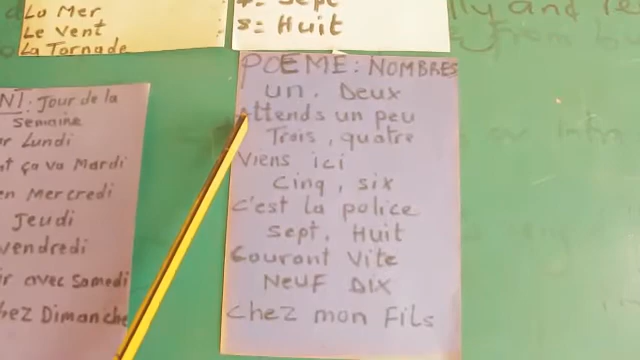 La Mer
Le Vent
La Tornade
Sept
8= Huit
POEME: NOMBRES
un, Deux
Attends un peu
Trois, quatre
Viens ici
Cinq, six
C'est la police
Sept, Huit
Courant Vite
NEUF DIX
Chez mon Fils
Jour de la
Semaine
Lundi
ça va Mardi
Mercredi
Jeudi
Vendredi
avec Samedi
Dimanche